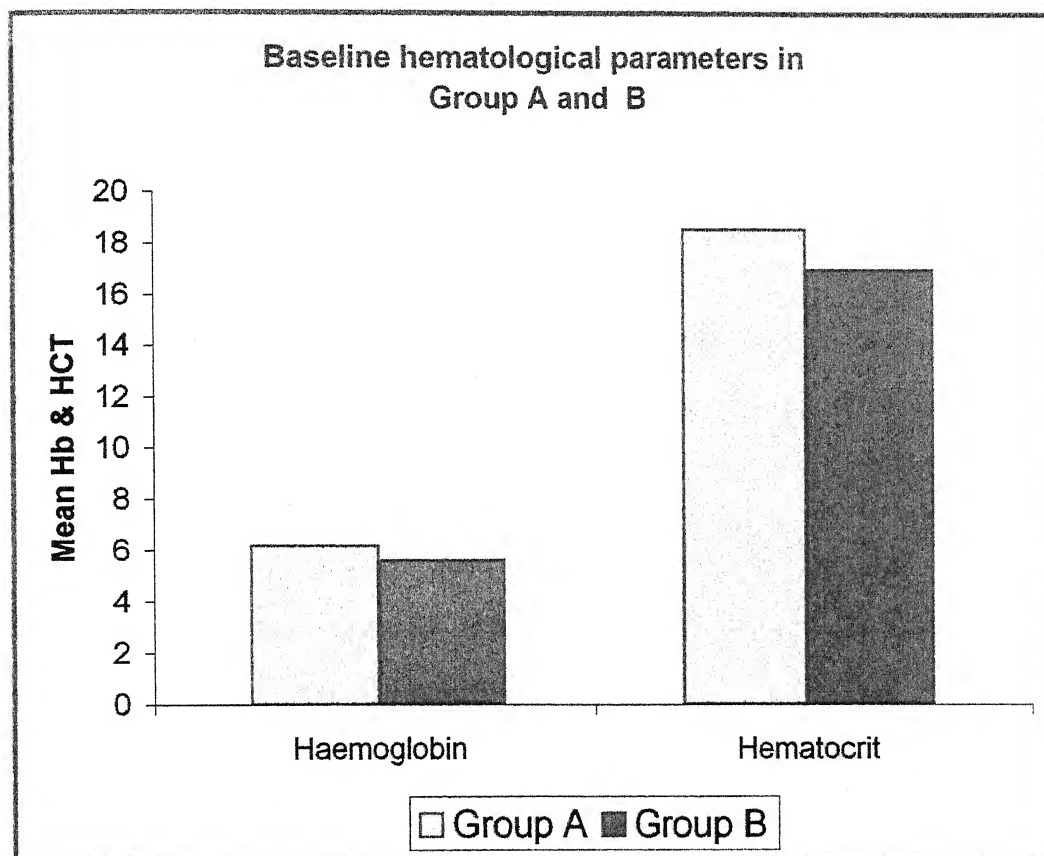 Baseline hematological parameters in
Group A and B
Mean Hb & HCT
20
18
16
14
12
10
8
6
4
2
0
Haemoglobin
Hematocrit
Group A
Group B